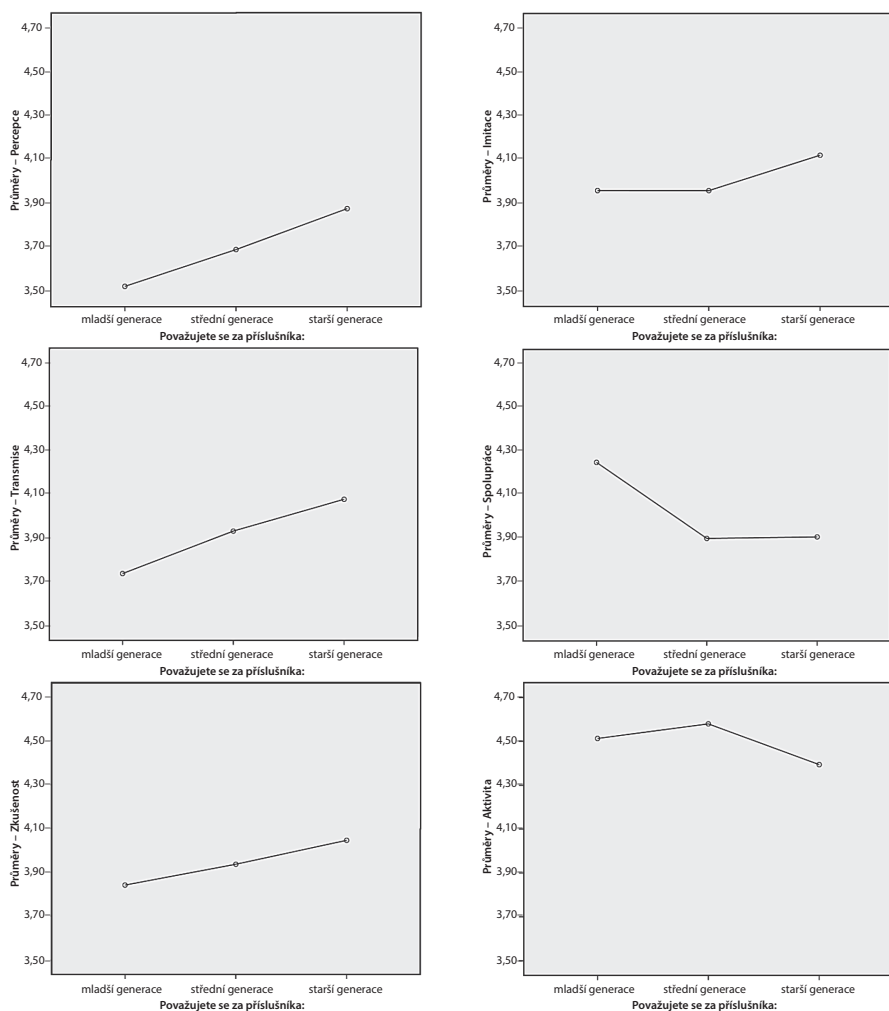 4,70
4,50
4,30
4,10
3,90
3,70
3,50
Průměry – Percepce
mladší generace střední generace starší generace
Považujete se za příslušníka:
4,70
4,50
4,30
4,10
3,90
3,70
3,50
Průměry – Imitace
mladší generace střední generace starší generace
Považujete se za příslušníka:
4,70
4,50
4,30
4,10
3,90
3,70
3,50
Průměry – Transmise
mladší generace střední generace starší generace
Považujete se za příslušníka:
4,70
4,50
4,30
4,10
3,90
3,70
3,50
Průměry – Spolupráce
mladší generace střední generace starší generace
Považujete se za příslušníka:
4,70
4,50
4,30
4,10
3,90
3,70
3,50
Průměry – Zkušenost
mladší generace střední generace starší generace
Považujete se za příslušníka:
4,70
4,50
4,30
4,10
3,90
3,70
3,50
Průměry – Aktivita
mladší generace střední generace starší generace
Považujete se za příslušníka: